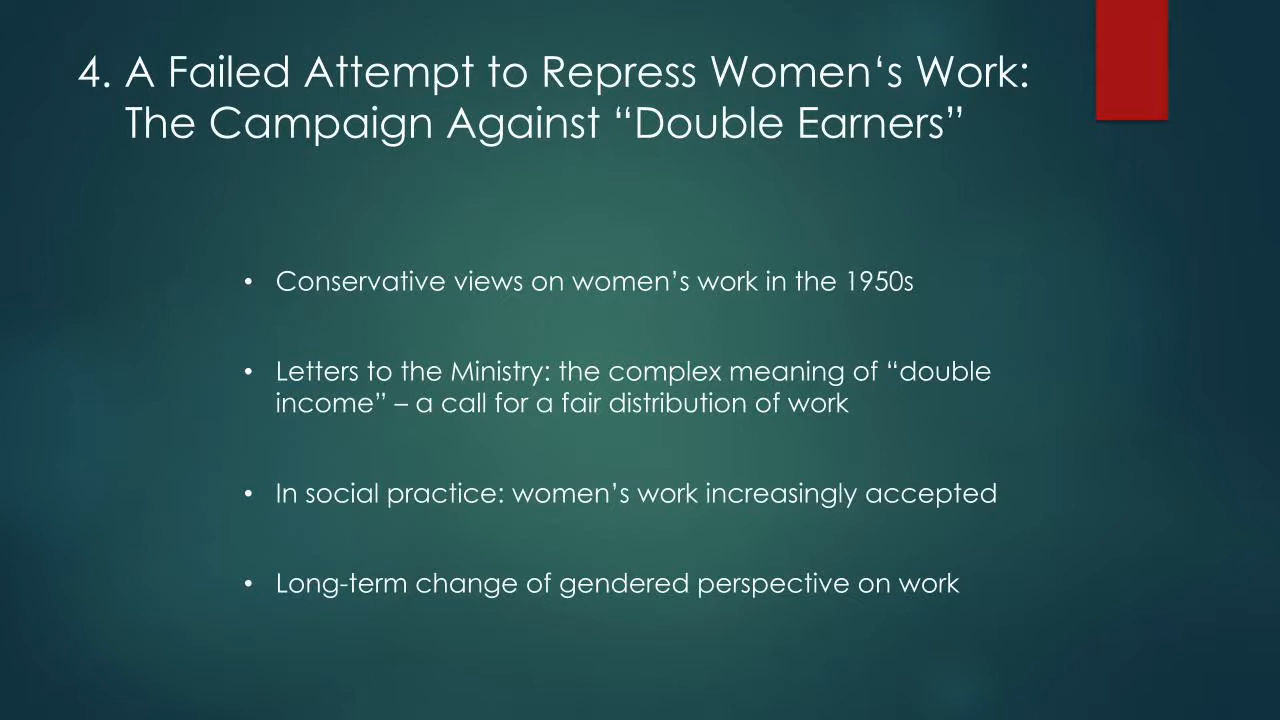 4. A Failed Attempt to Repress Women‘s Work:
The Campaign Against “Double Earners”
• Conservative views on women’s work in the 1950s
• Letters to the Ministry: the complex meaning of “double
income” – a call for a fair distribution of work
• In social practice: women’s work increasingly accepted
• Long-term change of gendered perspective on work